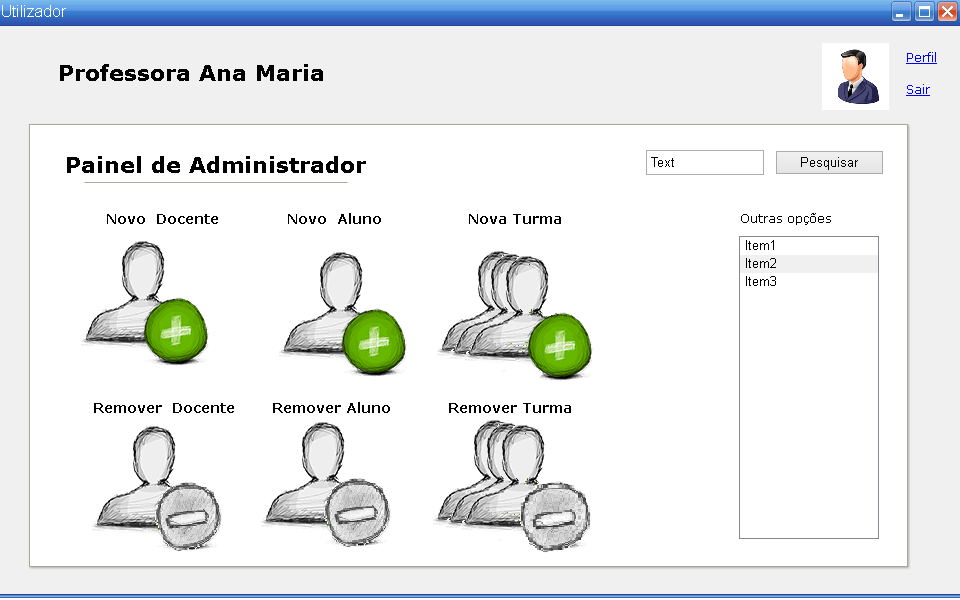 Utilizador
Professora Ana Maria
Perfil
Sair
Painel de Administrador
Text
Pesquisar
Novo Docente
Novo Aluno
Nova Turma
Outras opções
Item1
Item2
Item3
Remover Docente
Remover Aluno
Remover Turma